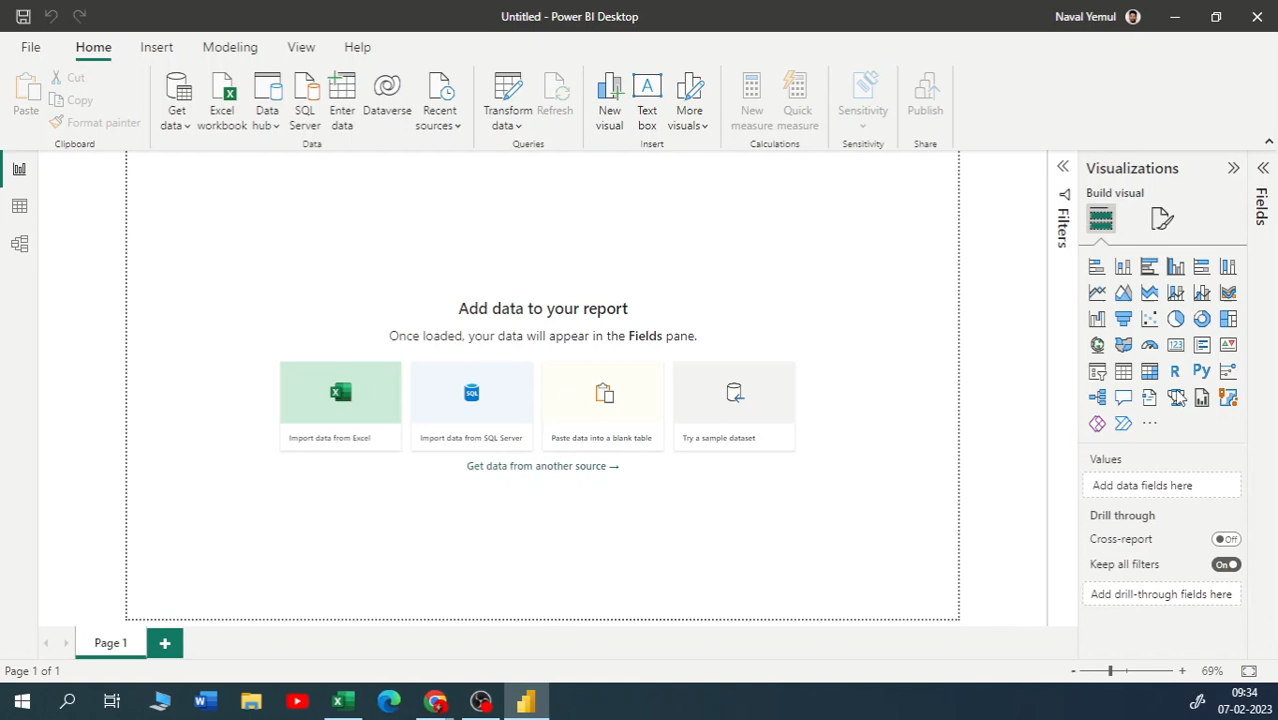 Untitled - Power BI Desktop
Naval Yemul
File Home Insert Modeling View Help
Paste
Cut
Copy
Format painter
Clipboard
Get data
Excel workbook
Data hub
SQL Server
Enter data
Dataverse
Recent sources
Data
Transform data
Refresh
Queries
New visual
Text box
More visuals
Insert
New measure
Quick measure
Calculations
Sensitivity
Sensitivity
Publish
Share
Add data to your report
Once loaded, your data will appear in the Fields pane.
SQL
Import data from Excel
Import data from SQL Server
Paste data into a blank table
Try a sample dataset
Get data from another source →
Filters
Visualizations
Build visual
123
R
Py
Values
Add data fields here
Drill through
Cross-report
Off
Keep all filters
On
Add drill-through fields here
Fields
Page 1
Page 1 of 1
69%
09:34
07-02-2023